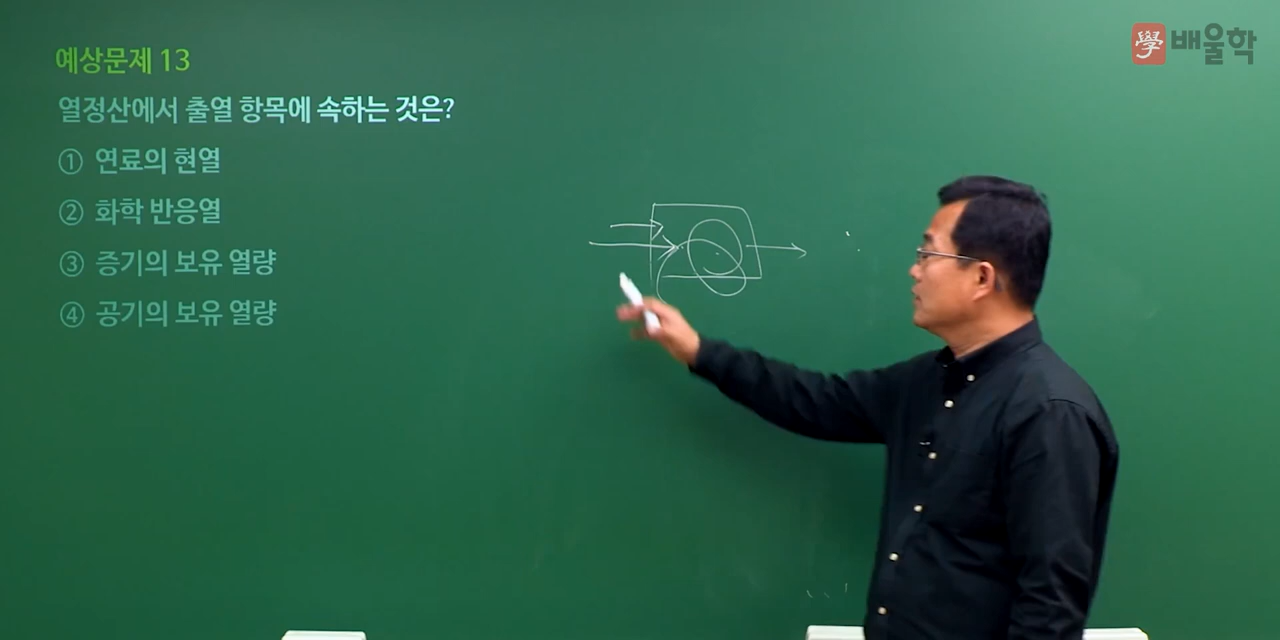 예상문제 13
學 배울학
열정산에서 출열 항목에 속하는 것은?
① 연료의 현열
② 화학 반응열
③ 증기의 보유 열량
④ 공기의 보유 열량